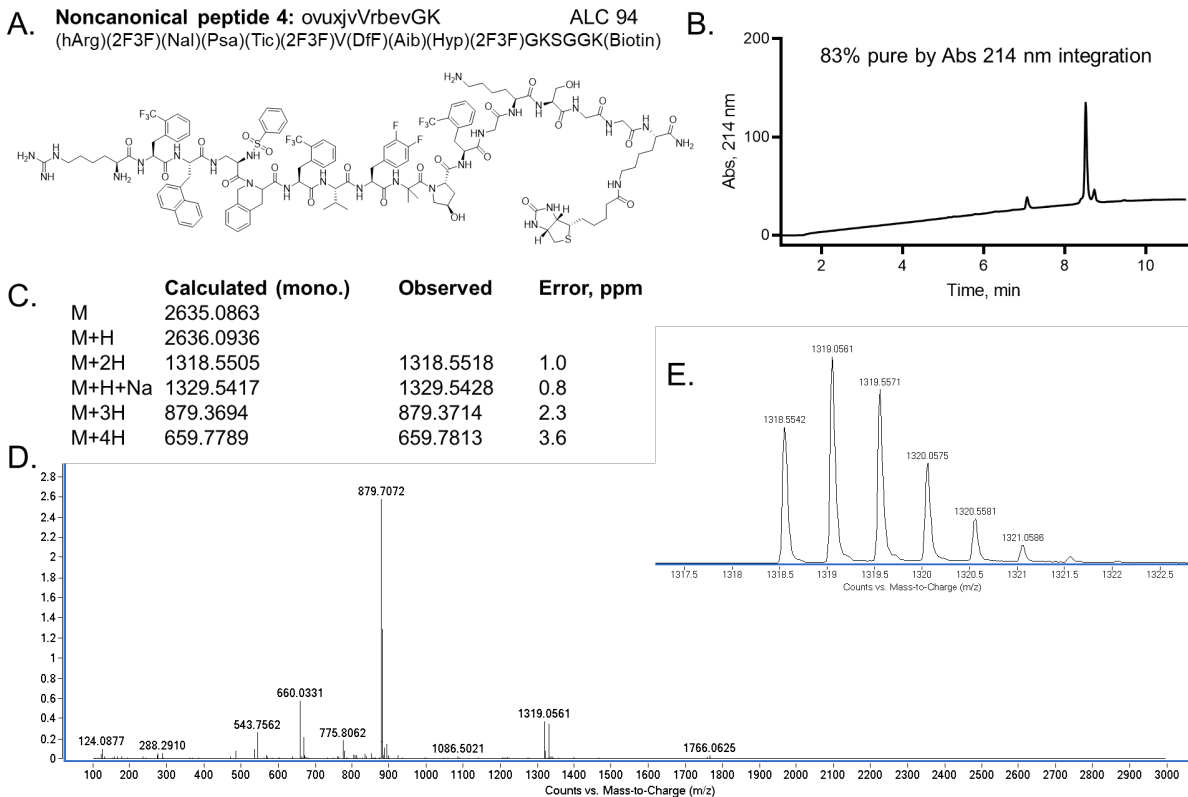 A.
Noncanonical peptide 4: ovuxjvVrbevGK ALC 94
(hArg)(2F3F)(Nal)(Psa)(Tic)(2F3F)V(DfF)(Aib)(Hyp)(2F3F)GKSGGK(Biotin)
B.
83% pure by Abs 214 nm integration
Abs, 214 nm
200
100
0
2 4 6 8 10
Time, min
C.
Calculated (mono.) Observed Error, ppm
M 2635.0863
M+H 2636.0936
M+2H 1318.5505 1318.5518 1.0
M+H+Na 1329.5417 1329.5428 0.8
M+3H 879.3694 879.3714 2.3
M+4H 659.7789 659.7813 3.6
D.
2.8
2.6
2.4
2.2
2
1.8
1.6
1.4
1.2
1
0.8
0.6
0.4
0.2
0
879.7072
660.0331
543.7562
775.8062
1319.0561
124.0877
288.2910
1086.5021
1766.0625
100 200 300 400 500 600 700 800 900 1000 1100 1200 1300 1400 1500 1600 1700 1800 1900 2000 2100 2200 2300 2400 2500 2600 2700 2800 2900 3000
Counts vs. Mass-to-Charge (m/z)
E.
1319.0561
1319.5571
1318.5542
1320.0575
1320.5581
1321.0586
1317.5 1318 1318.5 1319 1319.5 1320 1320.5 1321 1321.5 1322 1322.5
Counts vs. Mass-to-Charge (m/z)